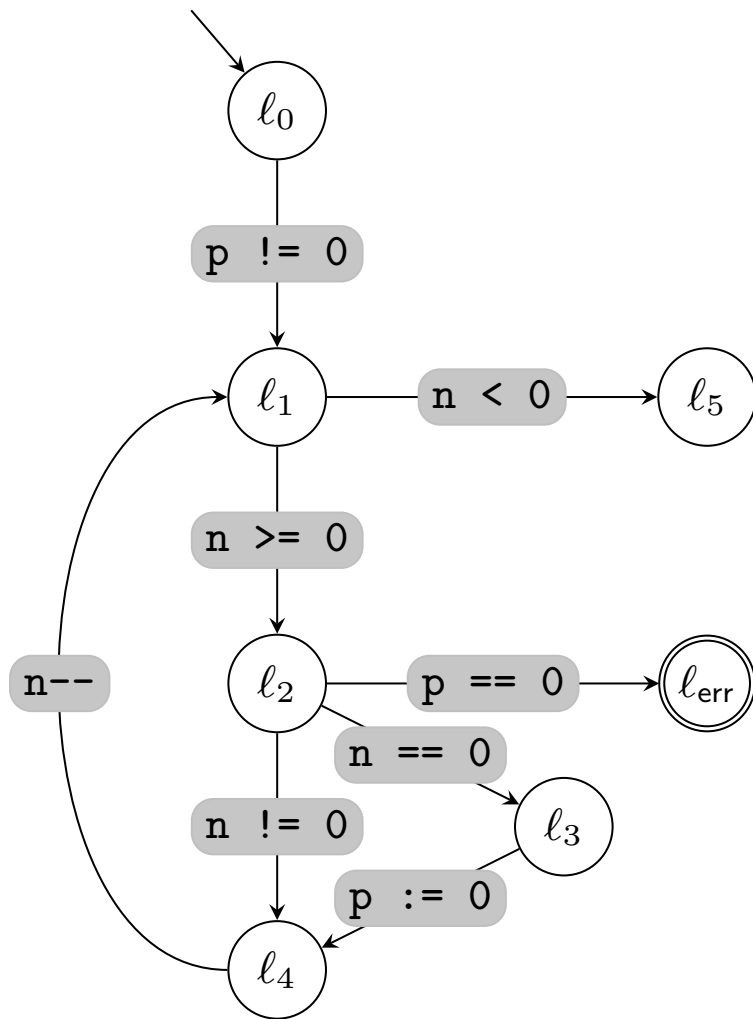 ℓ0
p != 0
ℓ1
n < 0
ℓ5
n >= 0
n--
ℓ2
p == 0
ℓerr
n == 0
n != 0
ℓ3
p := 0
ℓ4